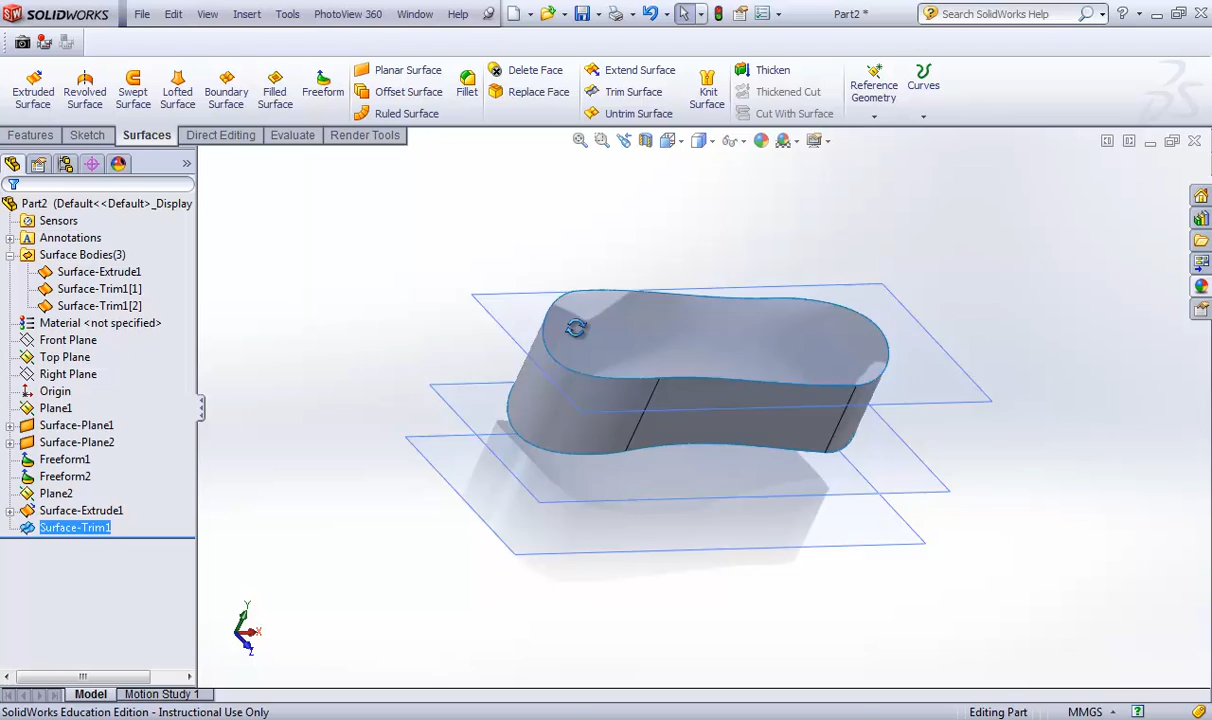 SOLIDWORKS File Edit View Insert Tools PhotoView 360 Window Help Part2 * Search SolidWorks Help
Extruded Surface
Revolved Surface
Swept Surface
Lofted Surface
Boundary Surface
Filled Surface
Freeform
Planar Surface
Offset Surface
Ruled Surface
Fillet
Delete Face
Replace Face
Extend Surface
Trim Surface
Untrim Surface
Knit Surface
Thicken
Thickened Cut
Cut With Surface
Reference Geometry
Curves
Features Sketch Surfaces Direct Editing Evaluate Render Tools
Part2 (Default<<Default>_Display
Sensors
Annotations
Surface Bodies(3)
Surface-Extrude1
Surface-Trim1[1]
Surface-Trim1[2]
Material <not specified>
Front Plane
Top Plane
Right Plane
Origin
Plane1
Surface-Plane1
Surface-Plane2
Freeform1
Freeform2
Plane2
Surface-Extrude1
Surface-Trim1
Y
X
Z
Model Motion Study 1
SolidWorks Education Edition - Instructional Use Only Editing Part MMGS